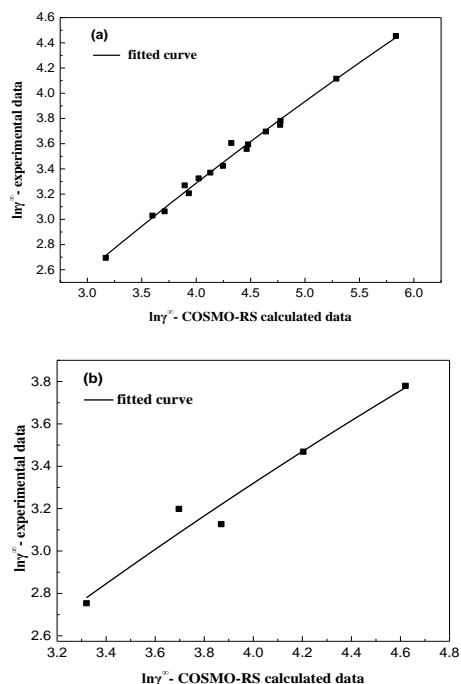 4.6
(a)
4.4
fitted curve
4.2
4.0
3.8
3.6
3.4
3.2
3.0
2.8
2.6
lnγ∞- experimental data
3.0 3.5 4.0 4.5 5.0 5.5 6.0
lnγ∞- COSMO-RS calculated data
3.8
(b)
fitted curve
3.6
3.4
3.2
3.0
2.8
2.6
lnγ∞- experimental data
3.2 3.4 3.6 3.8 4.0 4.2 4.4 4.6 4.8
lnγ∞- COSMO-RS calculated data